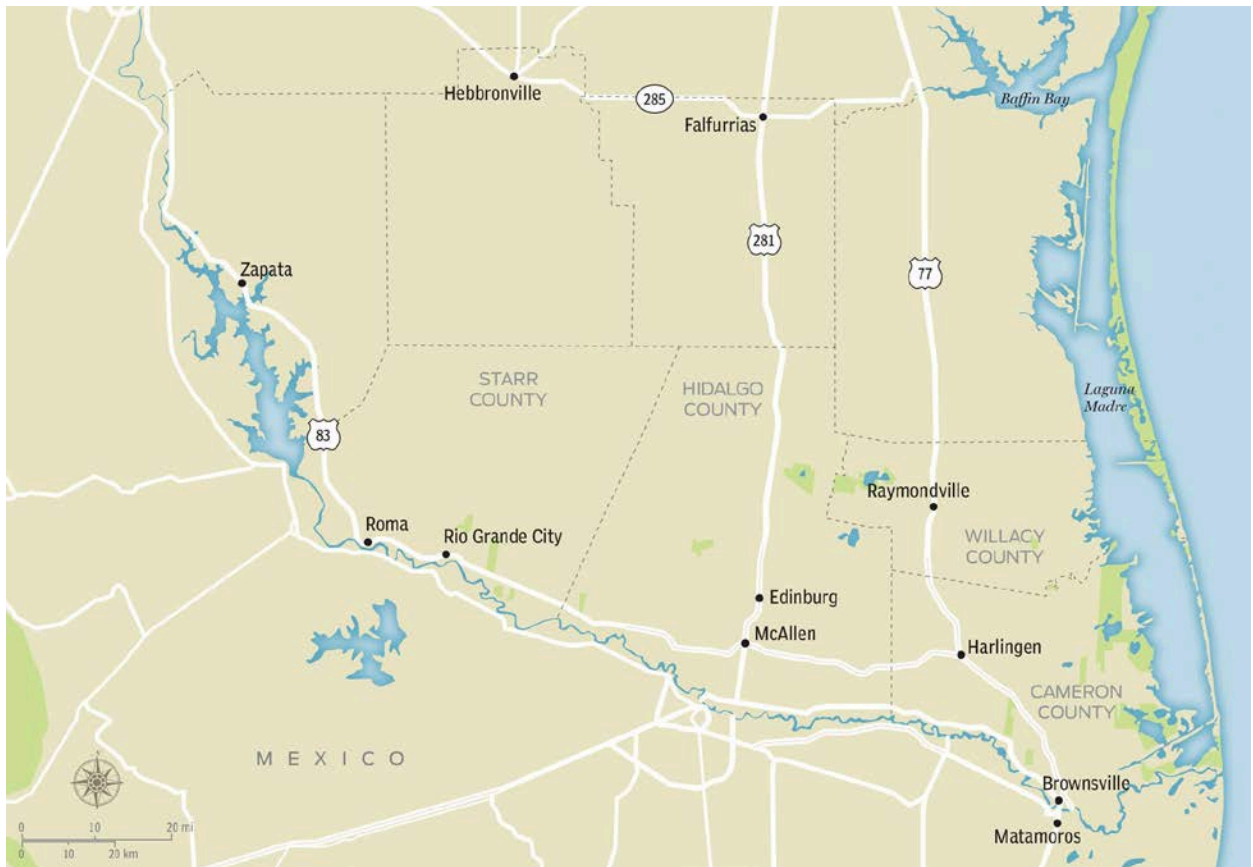 Hebbronville
285
Baffin Bay
Falfurrias
281
Zapata
77
STARR
COUNTY
HIDALGO
COUNTY
Laguna
Madre
83
Raymondville
Roma
Rio Grande City
WILLACY
COUNTY
Edinburg
McAllen
Harlingen
CAMERON
COUNTY
MEXICO
Brownsville
0 10 20 mi
Matamoros
0 10 20 km